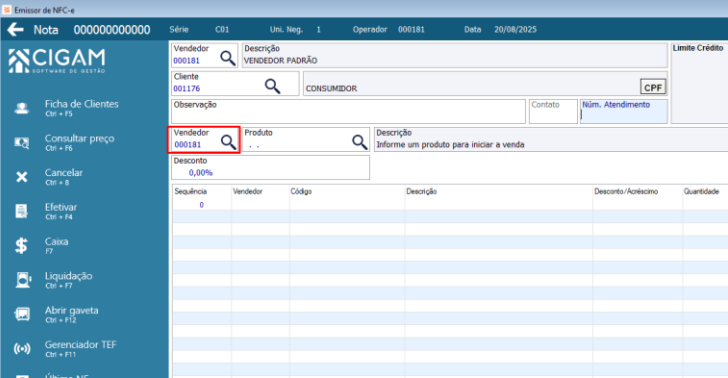 Emissor de NFC-e
Nota 000000000000 Série C01 Uni. Neg. 1 Operador 000181 Data 20/08/2025
CIGAM
SOFTWARE DE GESTÃO
Vendedor Descrição Limite Crédito
000181 VENDEDOR PADRÃO
Cliente
001176 CONSUMIDOR CPF
Observação Contato Núm. Atendimento
Vendedor Produto Descrição
000181 . . Informe um produto para iniciar a venda
Desconto
0,00%
Sequência Vendedor Código Descrição Desconto/Acréscimo Quantidade
0
Ficha de Clientes
Ctrl + F5
Consultar preço
Ctrl + F6
Cancelar
Ctrl + 8
Efetivar
Ctrl + F4
Caixa
F7
Liquidação
Ctrl + F7
Abrir gaveta
Ctrl + F12
Gerenciador TEF
Ctrl + F11
Última NF